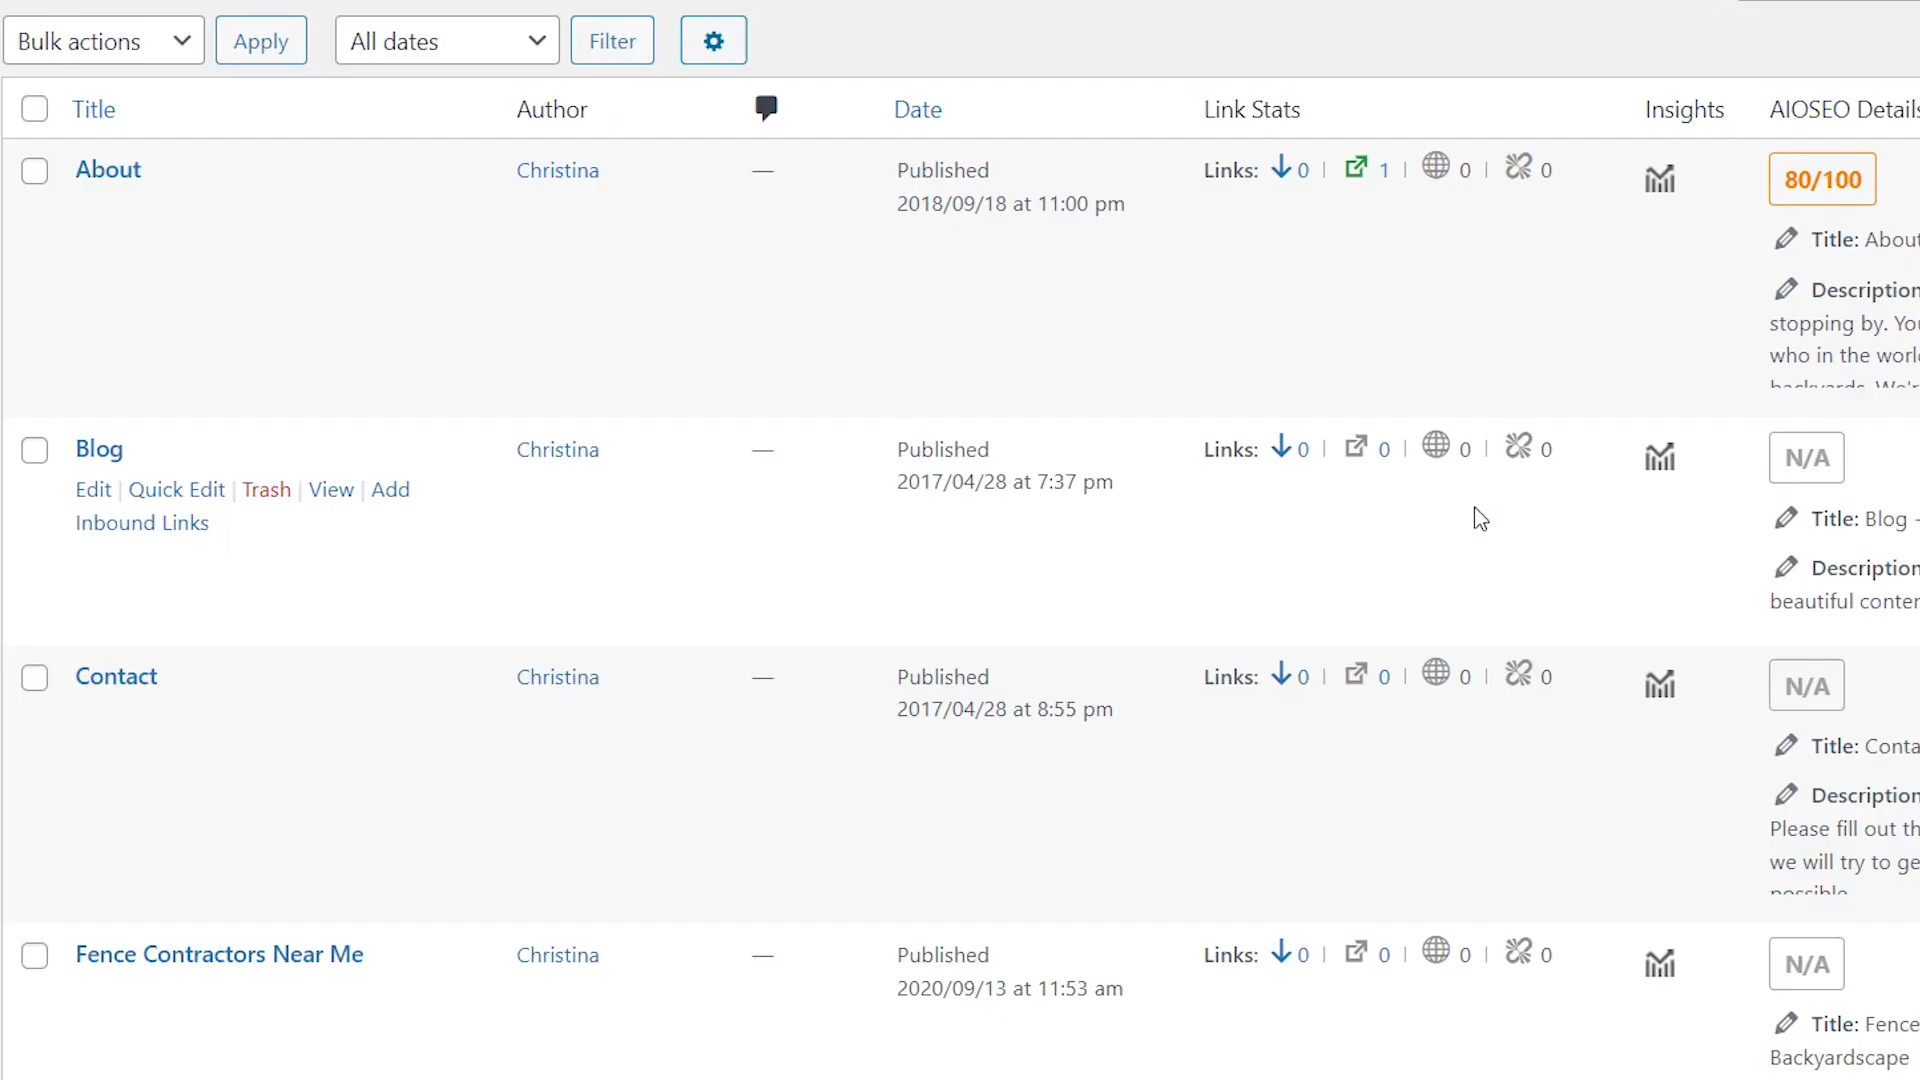 Bulk actions Apply All dates Filter
Title Author Date Link Stats Insights AIOSEO Details
About Christina — Published Links: 0 | 1 | 0 | 0 80/100
2018/09/18 at 11:00 pm
Title: About
Description
stopping by. You
who in the world
backyards. We're
Blog Christina — Published Links: 0 | 0 | 0 | 0 N/A
2017/04/28 at 7:37 pm
Edit | Quick Edit | Trash | View | Add
Inbound Links
Title: Blog -
Description
beautiful conten
Contact Christina — Published Links: 0 | 0 | 0 | 0 N/A
2017/04/28 at 8:55 pm
Title: Conta
Description
Please fill out th
we will try to ge
possible
Fence Contractors Near Me Christina — Published Links: 0 | 0 | 0 | 0 N/A
2020/09/13 at 11:53 am
Title: Fence
Backyardscape